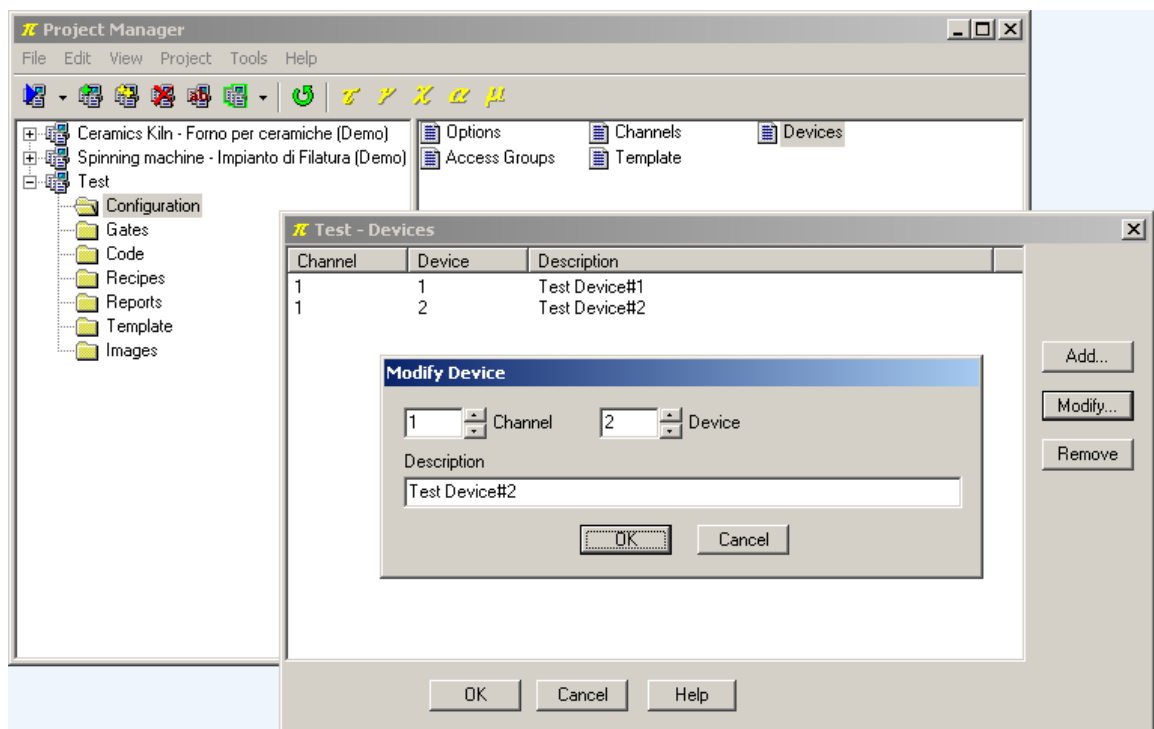 π Project Manager
File Edit View Project Tools Help
τ γ χ α μ
Ceramics Kiln - Forno per ceramiche (Demo)
Spinning machine - Impianto di Filatura (Demo)
Test
Configuration
Gates
Code
Recipes
Reports
Template
Images
Options Channels Devices
Access Groups Template
π Test - Devices
Channel Device Description
1 1 Test Device#1
1 2 Test Device#2
Add...
Modify...
Remove
Modify Device
1 Channel 2 Device
Description
Test Device#2
OK Cancel
OK Cancel Help